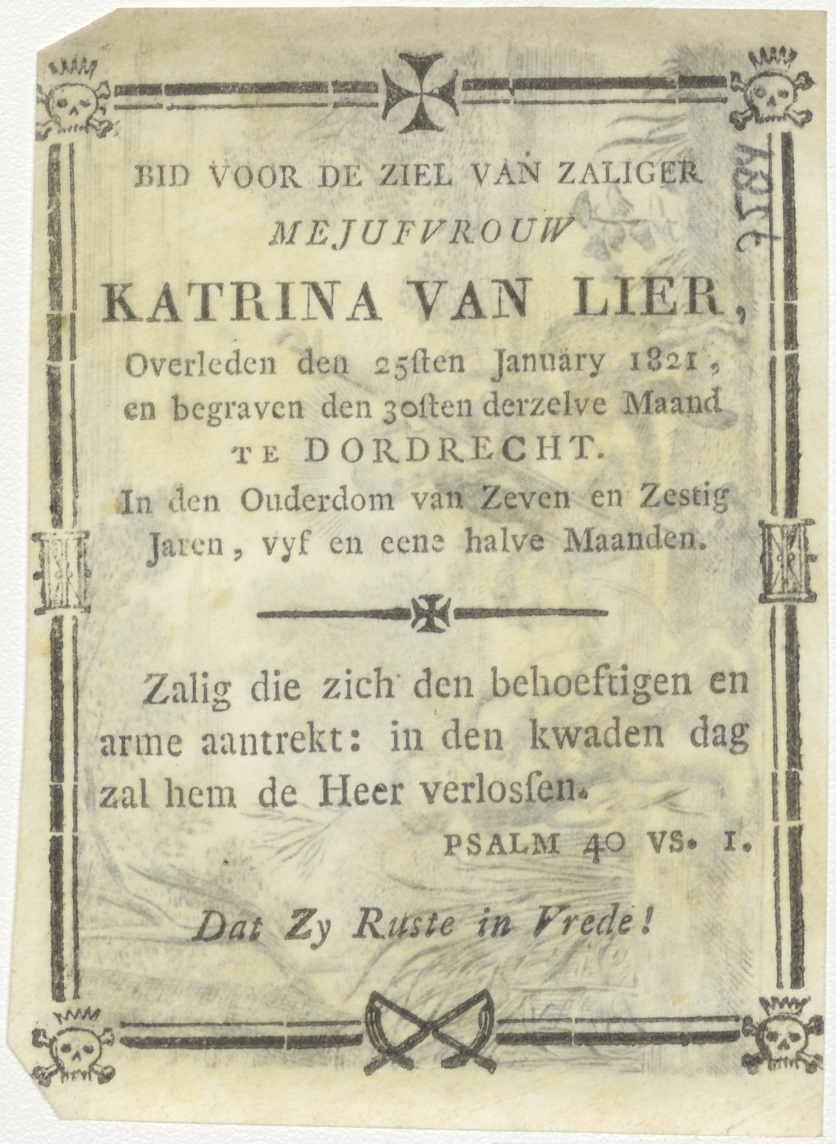 BID VOOR DE ZIEL VAN ZALIGER
MEJUFVROUW
KATRINA VAN LIER,
Overleden den 25ſten January 1821,
en begraven den 30ſten derzelve Maand
TE DORDRECHT.
In den Ouderdom van Zeven en Zestig
Jaren, vyf en eene halve Maanden.
Zalig die zich den behoeftigen en
arme aantrekt: in den kwaden dag
zal hem de Heer verlosſen.
PSALM 40 VS. 1.
Dat Zy Ruste in Vrede!